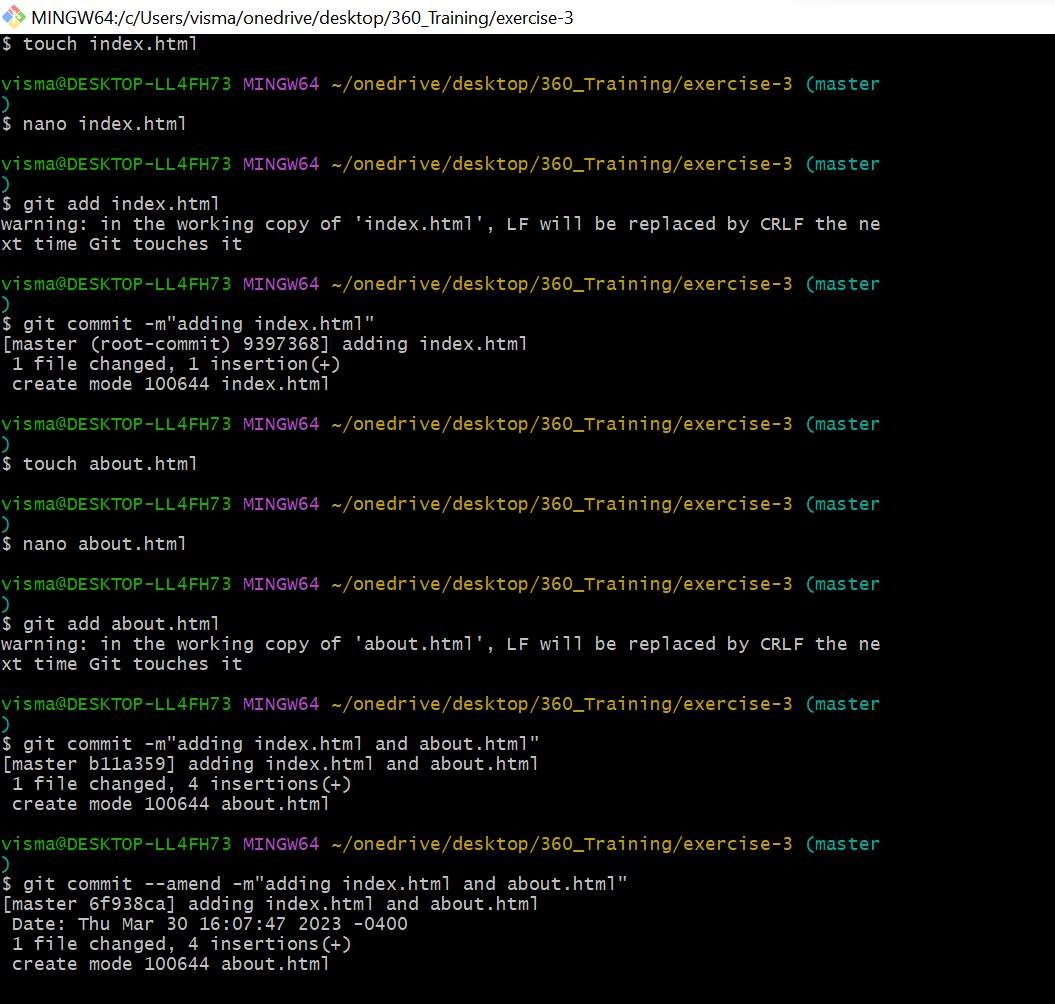 MINGW64:/c/Users/visma/onedrive/desktop/360_Training/exercise-3
$ touch index.html
visma@DESKTOP-LL4FH73 MINGW64 ~/onedrive/desktop/360_Training/exercise-3 (master
)
$ nano index.html
visma@DESKTOP-LL4FH73 MINGW64 ~/onedrive/desktop/360_Training/exercise-3 (master
)
$ git add index.html
warning: in the working copy of 'index.html', LF will be replaced by CRLF the ne
xt time Git touches it
visma@DESKTOP-LL4FH73 MINGW64 ~/onedrive/desktop/360_Training/exercise-3 (master
)
$ git commit -m"adding index.html"
[master (root-commit) 9397368] adding index.html
 1 file changed, 1 insertion(+)
 create mode 100644 index.html
visma@DESKTOP-LL4FH73 MINGW64 ~/onedrive/desktop/360_Training/exercise-3 (master
)
$ touch about.html
visma@DESKTOP-LL4FH73 MINGW64 ~/onedrive/desktop/360_Training/exercise-3 (master
)
$ nano about.html
visma@DESKTOP-LL4FH73 MINGW64 ~/onedrive/desktop/360_Training/exercise-3 (master
)
$ git add about.html
warning: in the working copy of 'about.html', LF will be replaced by CRLF the ne
xt time Git touches it
visma@DESKTOP-LL4FH73 MINGW64 ~/onedrive/desktop/360_Training/exercise-3 (master
)
$ git commit -m"adding index.html and about.html"
[master b11a359] adding index.html and about.html
 1 file changed, 4 insertions(+)
 create mode 100644 about.html
visma@DESKTOP-LL4FH73 MINGW64 ~/onedrive/desktop/360_Training/exercise-3 (master
)
$ git commit --amend -m"adding index.html and about.html"
[master 6f938ca] adding index.html and about.html
 Date: Thu Mar 30 16:07:47 2023 -0400
 1 file changed, 4 insertions(+)
 create mode 100644 about.html